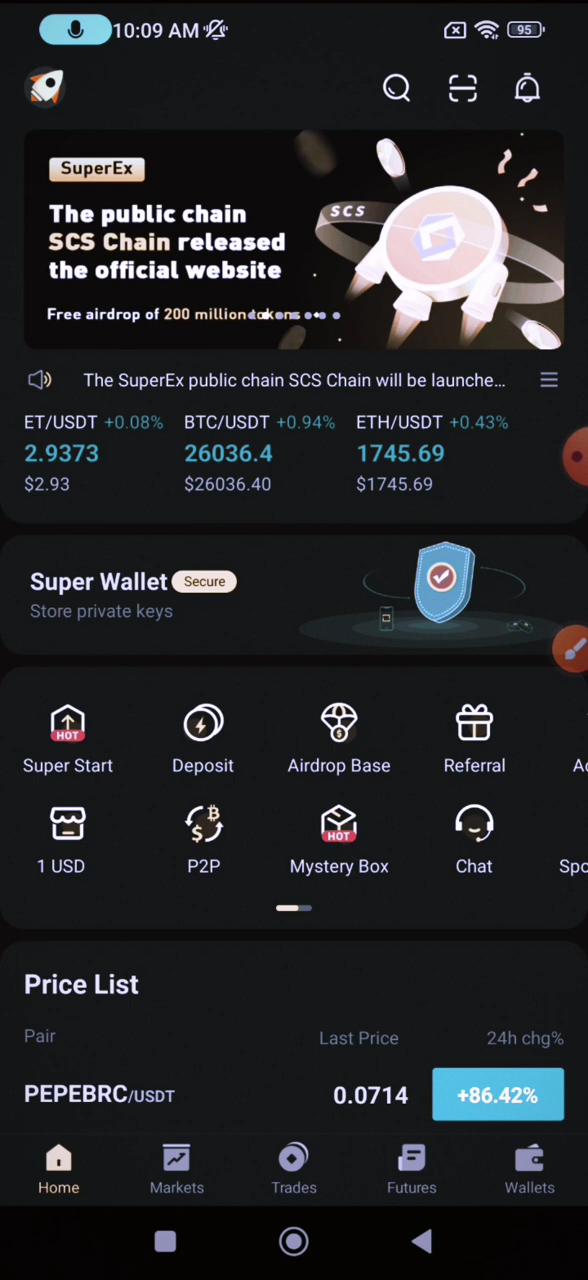 10:09 AM
95
SuperEx
The public chain
SCS Chain released
the official website
Free airdrop of 200 million tokens
SCS
The SuperEx public chain SCS Chain will be launche...
ET/USDT +0.08% BTC/USDT +0.94% ETH/USDT +0.43%
2.9373 26036.4 1745.69
$2.93 $26036.40 $1745.69
Super Wallet Secure
Store private keys
HOT
Super Start Deposit Airdrop Base Referral
HOT
1 USD P2P Mystery Box Chat Spo
Price List
Pair Last Price 24h chg%
PEPEBRC/USDT 0.0714 +86.42%
Home Markets Trades Futures Wallets